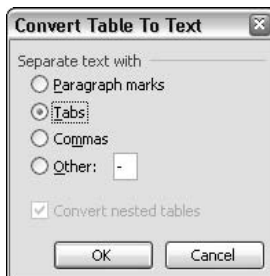 Convert Table To Text
Separate text with
Paragraph marks
Tabs
Commas
Other: -
Convert nested tables
OK Cancel